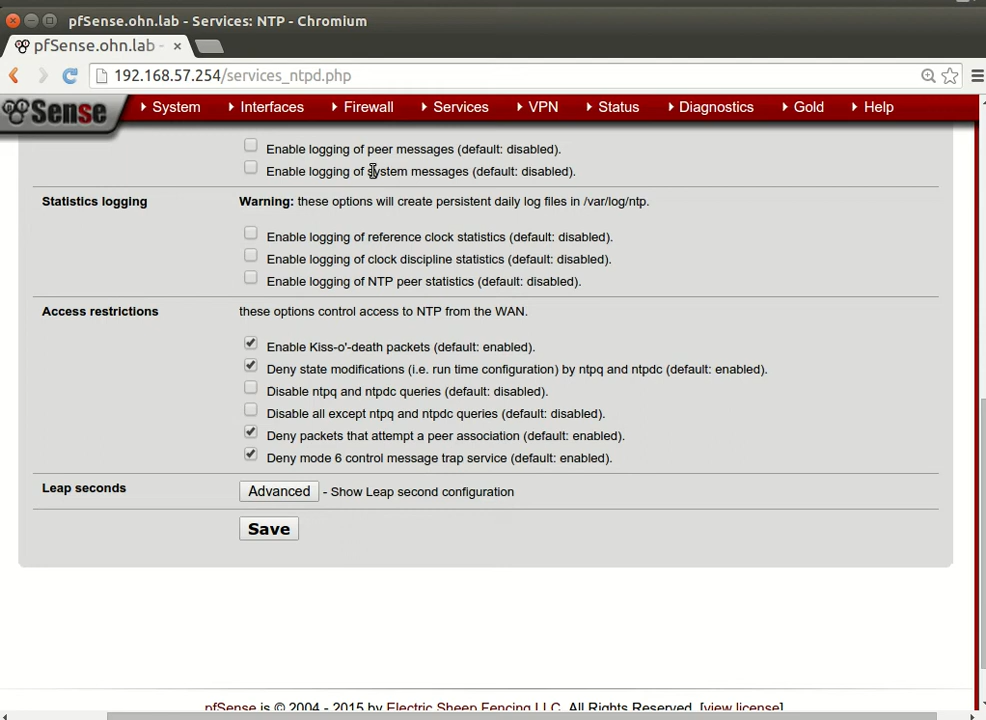 pfSense.ohn.lab - Services: NTP - Chromium
pfSense.ohn.lab -
192.168.57.254/services_ntpd.php
Sense System Interfaces Firewall Services VPN Status Diagnostics Gold Help
Enable logging of peer messages (default: disabled).
Enable logging of system messages (default: disabled).
Statistics logging
Warning: these options will create persistent daily log files in /var/log/ntp.
Enable logging of reference clock statistics (default: disabled).
Enable logging of clock discipline statistics (default: disabled).
Enable logging of NTP peer statistics (default: disabled).
Access restrictions
these options control access to NTP from the WAN.
Enable Kiss-o'-death packets (default: enabled).
Deny state modifications (i.e. run time configuration) by ntpq and ntpdc (default: enabled).
Disable ntpq and ntpdc queries (default: disabled).
Disable all except ntpq and ntpdc queries (default: disabled).
Deny packets that attempt a peer association (default: enabled).
Deny mode 6 control message trap service (default: enabled).
Leap seconds
Advanced - Show Leap second configuration
Save
pfSense is © 2004 - 2015 by Electric Sheep Fencing LLC. All Rights Reserved. [view license]